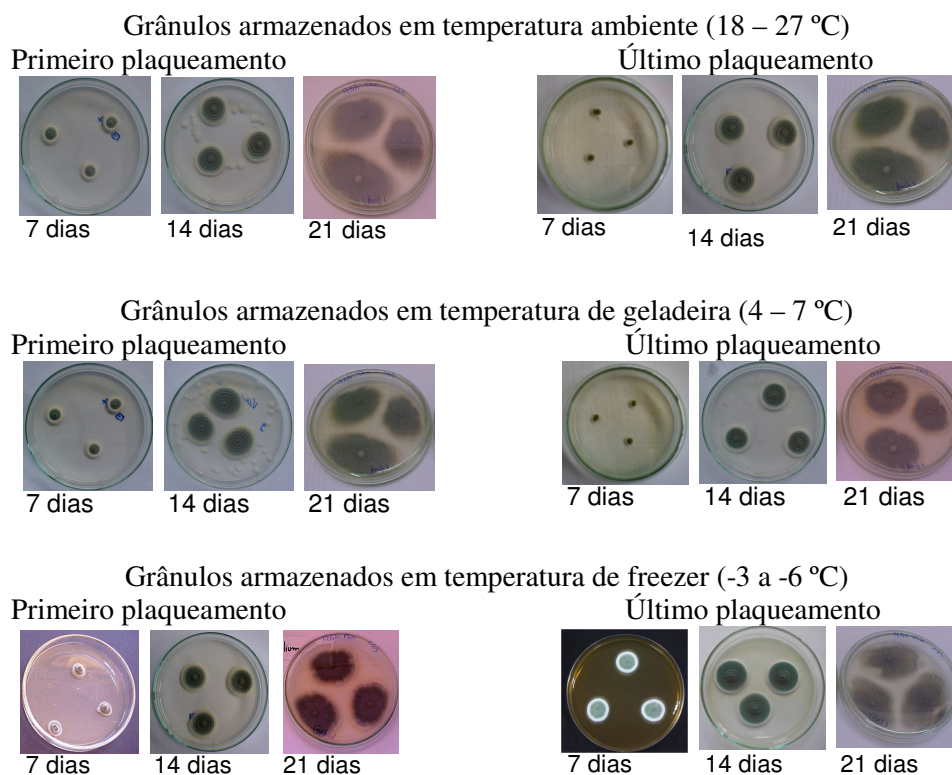 Grânulos armazenados em temperatura ambiente (18 – 27 ºC)
Primeiro plaqueamento
Último plaqueamento
7 dias
14 dias
21 dias
7 dias
14 dias
21 dias
Grânulos armazenados em temperatura de geladeira (4 – 7 ºC)
Primeiro plaqueamento
Último plaqueamento
7 dias
14 dias
21 dias
7 dias
14 dias
21 dias
Grânulos armazenados em temperatura de freezer (-3 a -6 ºC)
Primeiro plaqueamento
Último plaqueamento
7 dias
14 dias
21 dias
7 dias
14 dias
21 dias